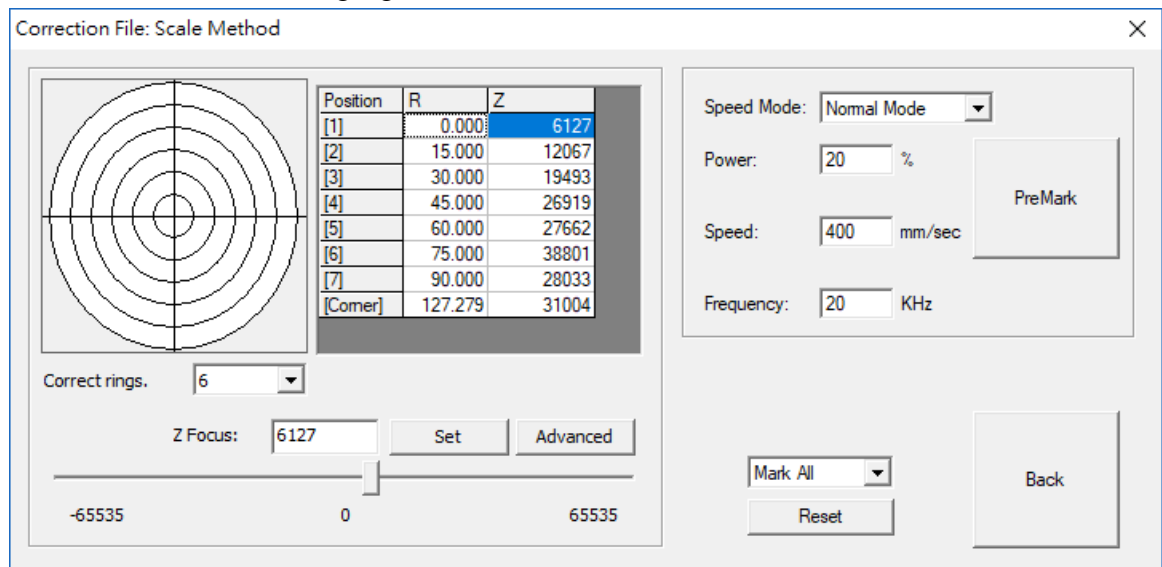 Correction File: Scale Method
Position R Z
[1] 0.000 6127
[2] 15.000 12067
[3] 30.000 19493
[4] 45.000 26919
[5] 60.000 27662
[6] 75.000 38801
[7] 90.000 28033
[Corner] 127.279 31004
Correct rings. 6
Z Focus: 6127 Set Advanced
-65535 0 65535
Speed Mode: Normal Mode
Power: 20 %
PreMark
Speed: 400 mm/sec
Frequency: 20 KHz
Mark All
Reset
Back